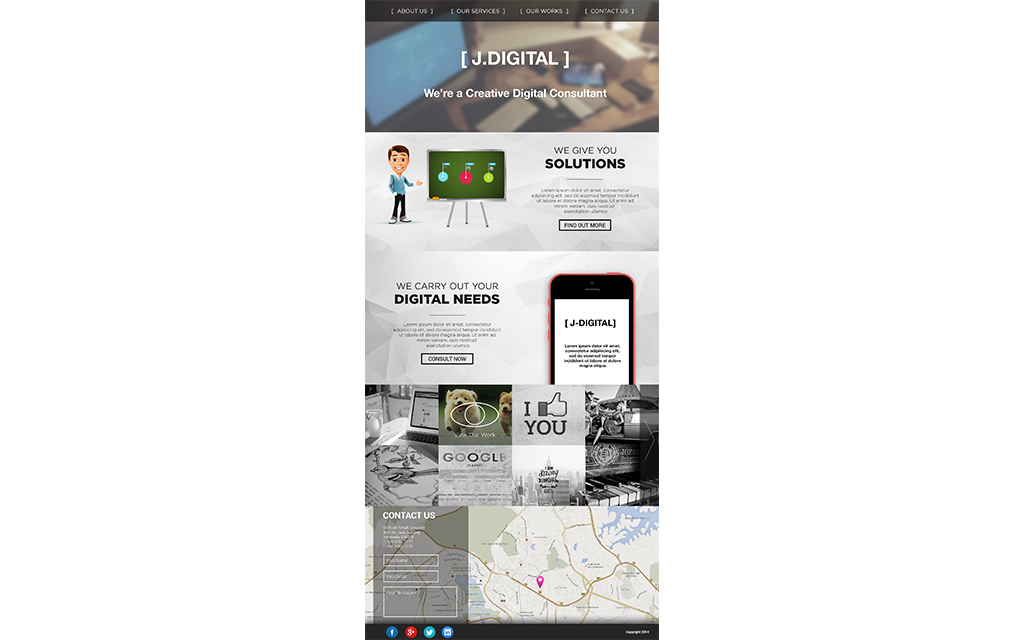 [ ABOUT US ] [ OUR SERVICES ] [ OUR WORKS ] [ CONTACT US ]
[ J.DIGITAL ]
We're a Creative Digital Consultant
WE GIVE YOU
SOLUTIONS
Lorem ipsum dolor sit amet, consectetur
adipiscing elit, sed do eiusmod tempor incididunt
ut labore et dolore magna aliqua. Ut enim ad
minim veniam, quis nostrud
exercitation ullamco
FIND OUT MORE
WE CARRY OUT YOUR
DIGITAL NEEDS
Lorem ipsum dolor sit amet, consectetur
adipiscing elit, sed do eiusmod tempor incididunt
ut labore et dolore magna aliqua. Ut enim ad
minim veniam, quis nostrud
exercitation ullamco
CONSULT NOW
[ J-DIGITAL]
Lorem ipsum dolor sit amet,
consectetur adipiscing elit,
sed do eiusmod tempor
incididunt ut labore et dolore
magna aliqua.
View Our Work
I
YOU
GOOGLE
I AM
Strong
CONTACT US
Your Name
Your Email
Your Messages
Copyright 2014